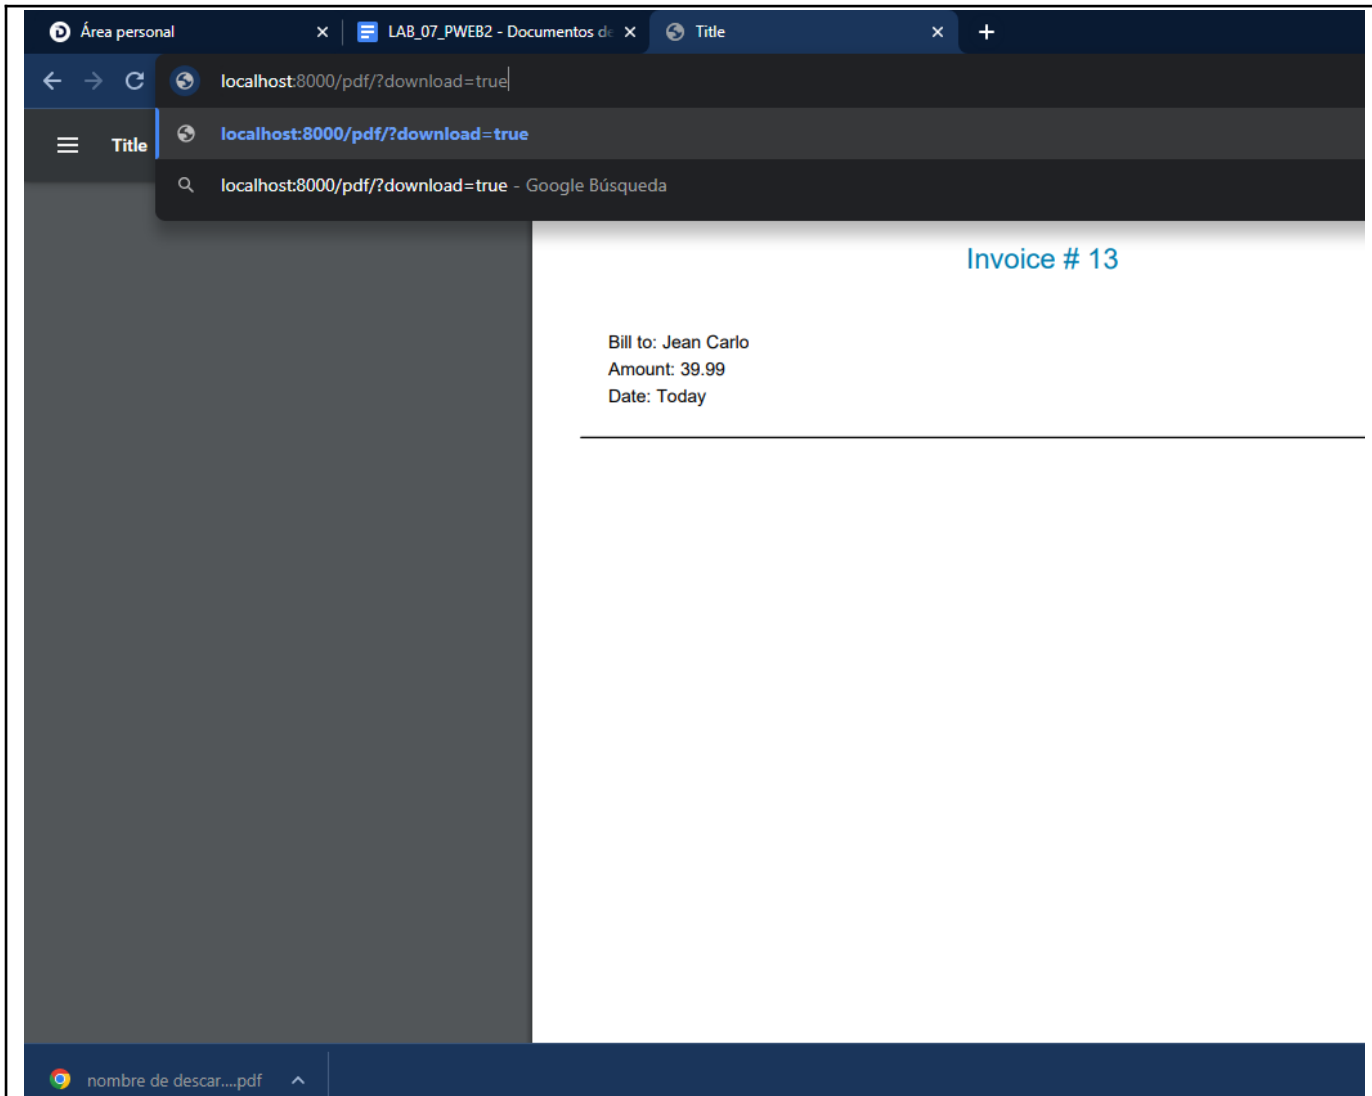 Área personal
LAB_07_PWEB2 - Documentos de
Title
localhost:8000/pdf/?download=true
Title
localhost:8000/pdf/?download=true
localhost:8000/pdf/?download=true - Google Búsqueda
Invoice # 13
Bill to: Jean Carlo
Amount: 39.99
Date: Today
nombre de descar....pdf